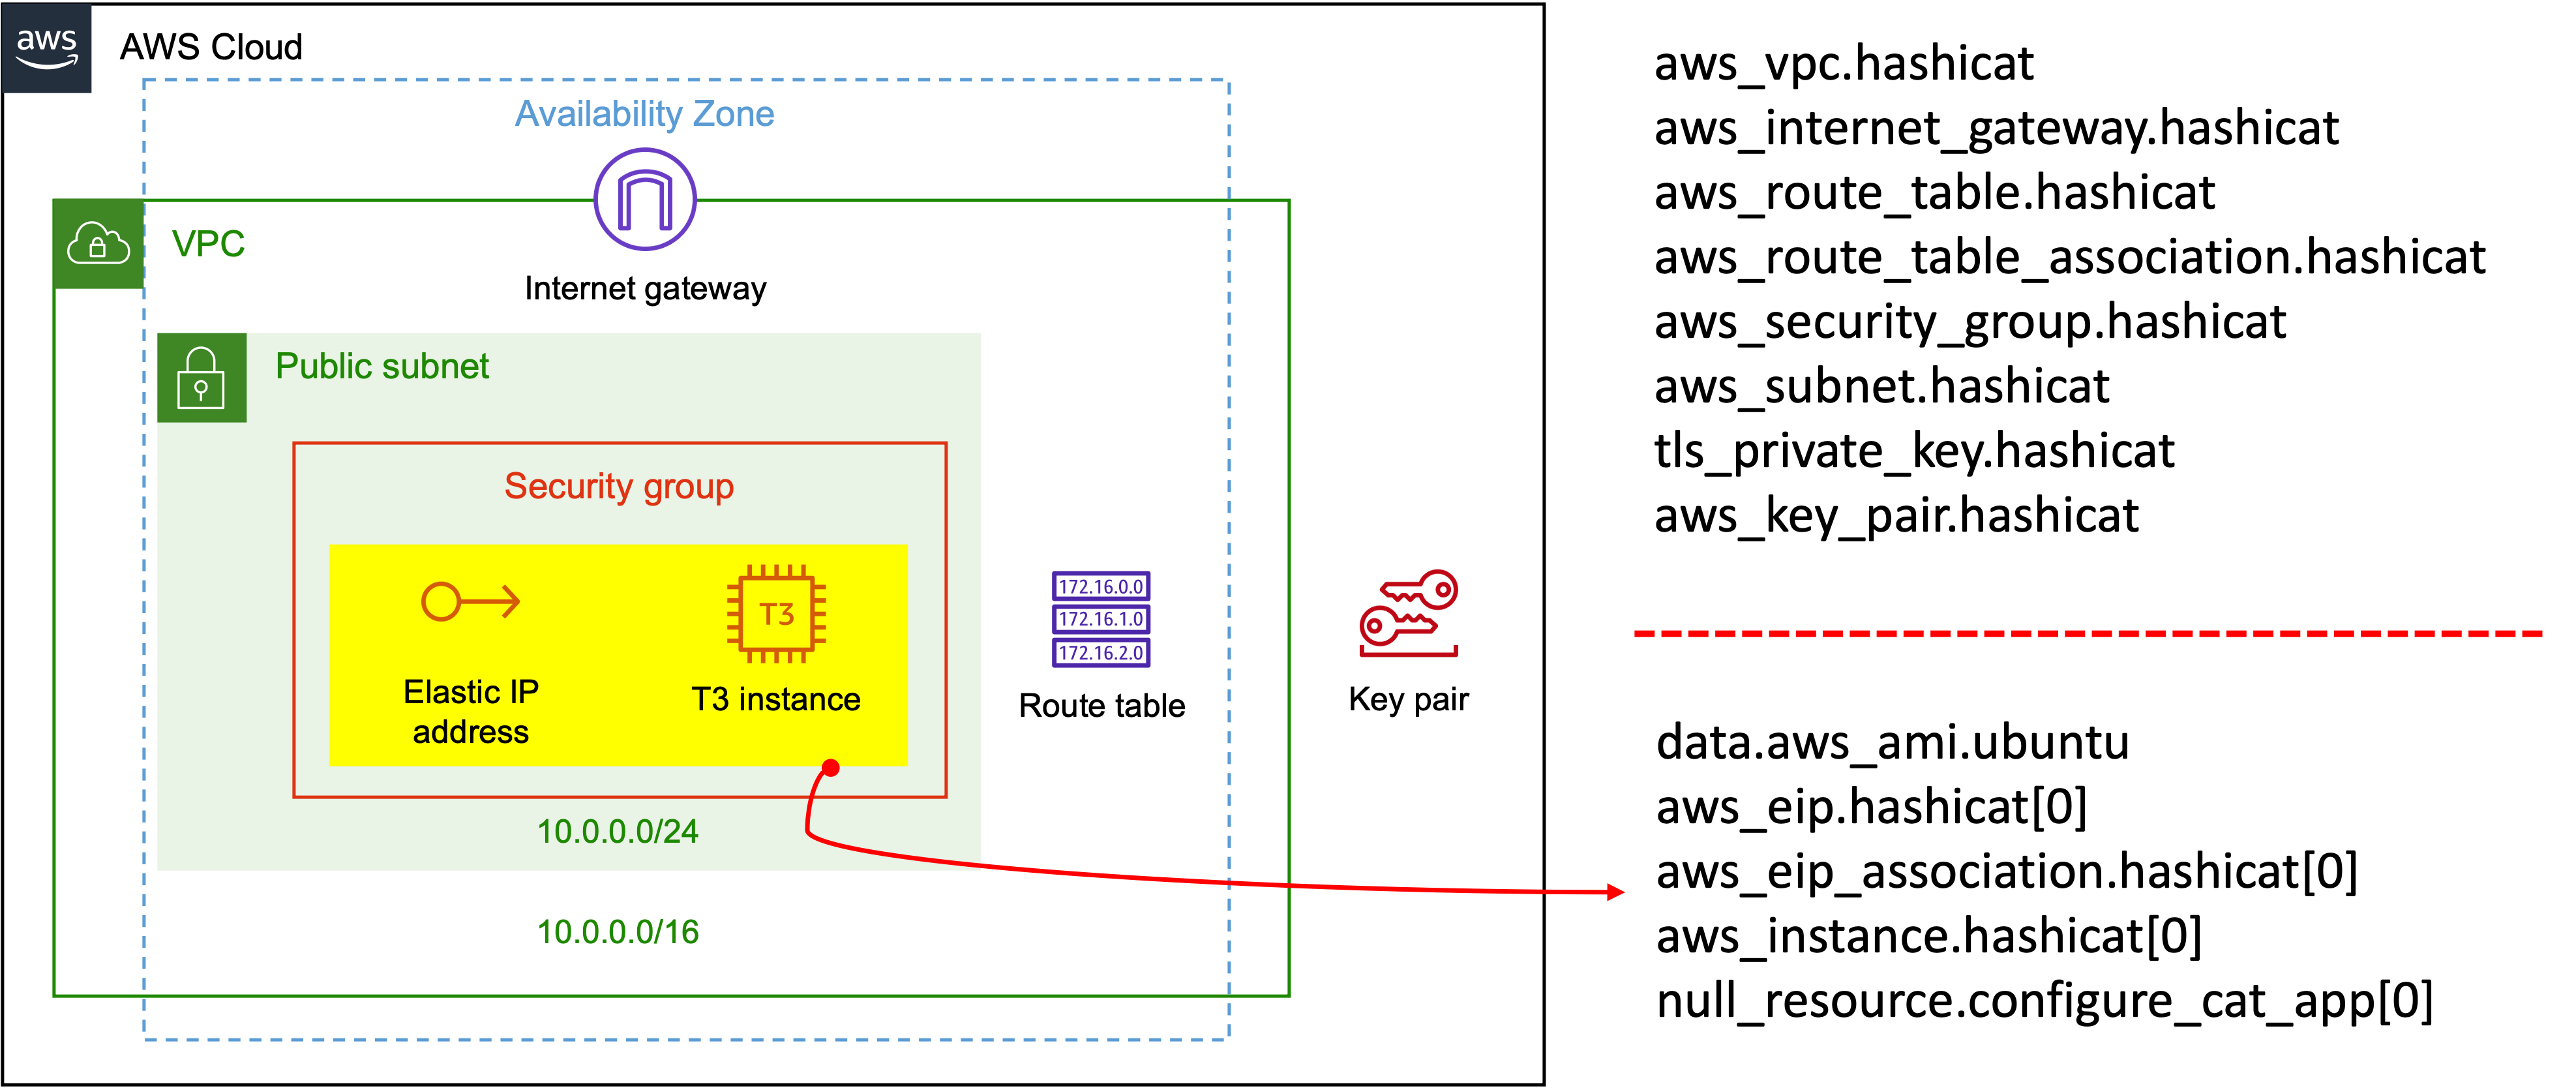 aws
AWS Cloud
Availability Zone
VPC
Internet gateway
Public subnet
Security group
T3
Elastic IP
address
T3 instance
172.16.0.0
172.16.1.0
172.16.2.0
Route table
Key pair
10.0.0.0/24
10.0.0.0/16
aws_vpc.hashicat
aws_internet_gateway.hashicat
aws_route_table.hashicat
aws_route_table_association.hashicat
aws_security_group.hashicat
aws_subnet.hashicat
tls_private_key.hashicat
aws_key_pair.hashicat
data.aws_ami.ubuntu
aws_eip.hashicat[0]
aws_eip_association.hashicat[0]
aws_instance.hashicat[0]
null_resource.configure_cat_app[0]